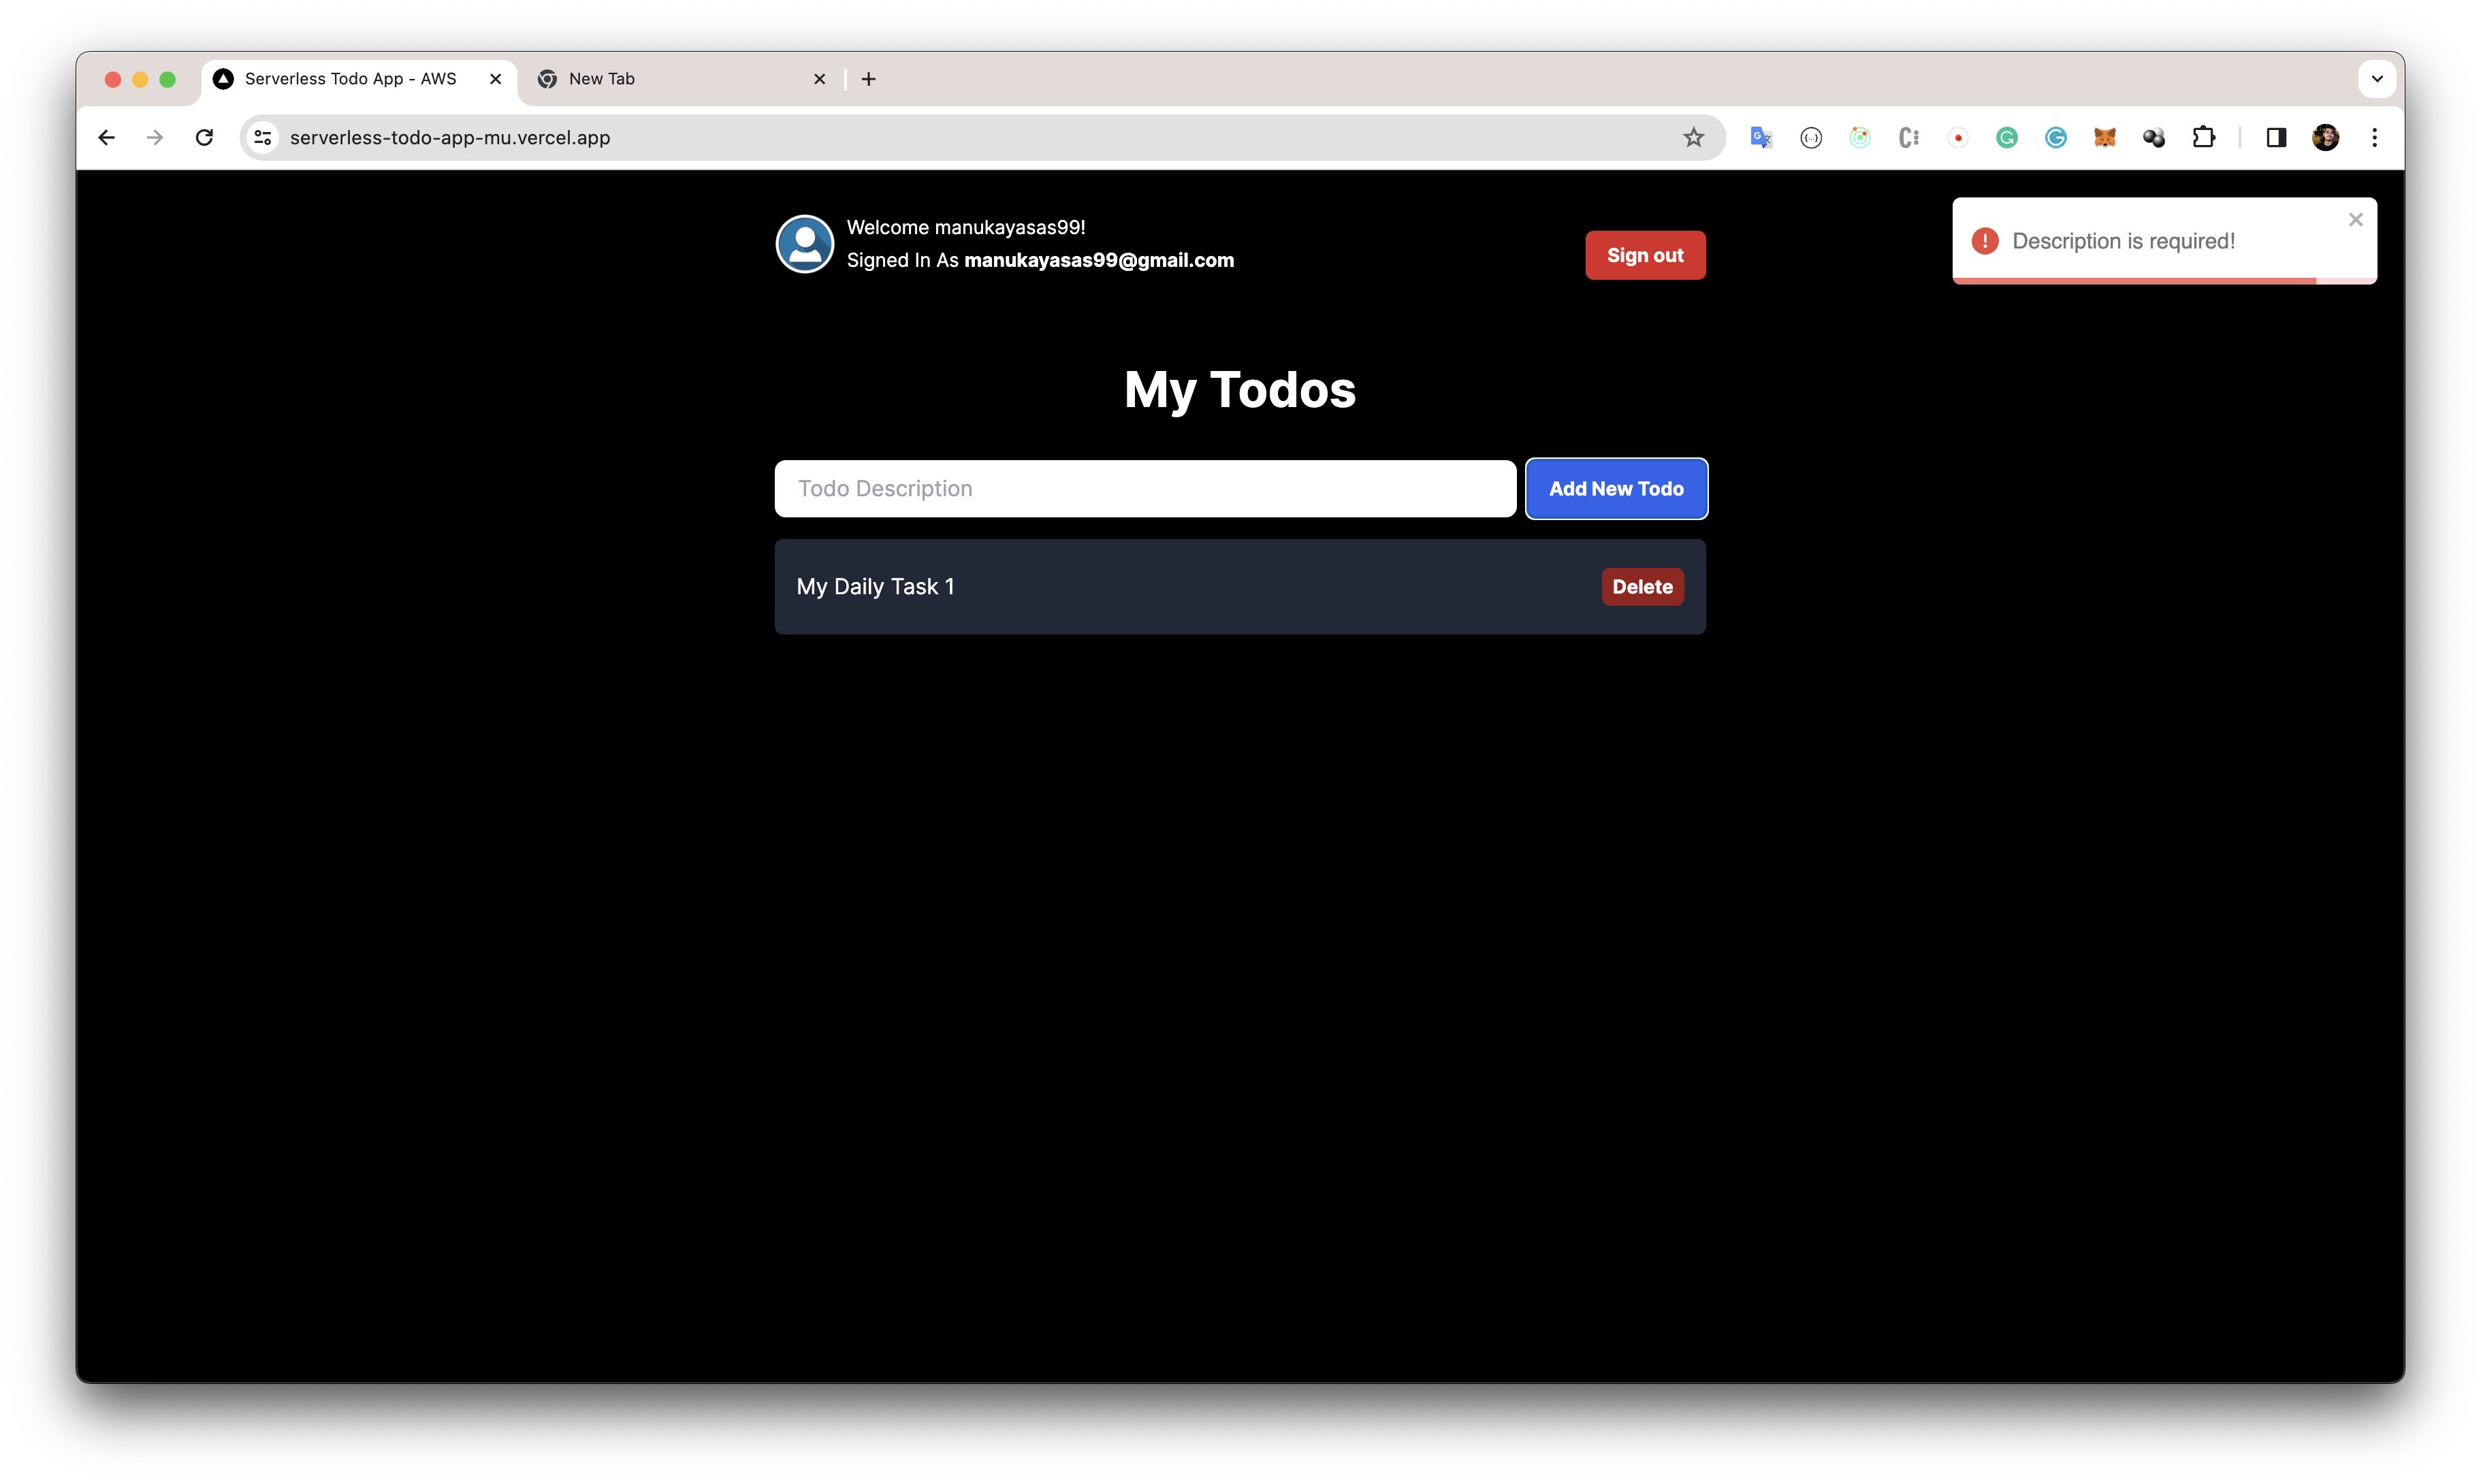 Serverless Todo App - AWS
New Tab
serverless-todo-app-mu.vercel.app
Welcome manukayasas99!
Signed In As manukayasas99@gmail.com
Sign out
Description is required!
My Todos
Todo Description
Add New Todo
My Daily Task 1
Delete